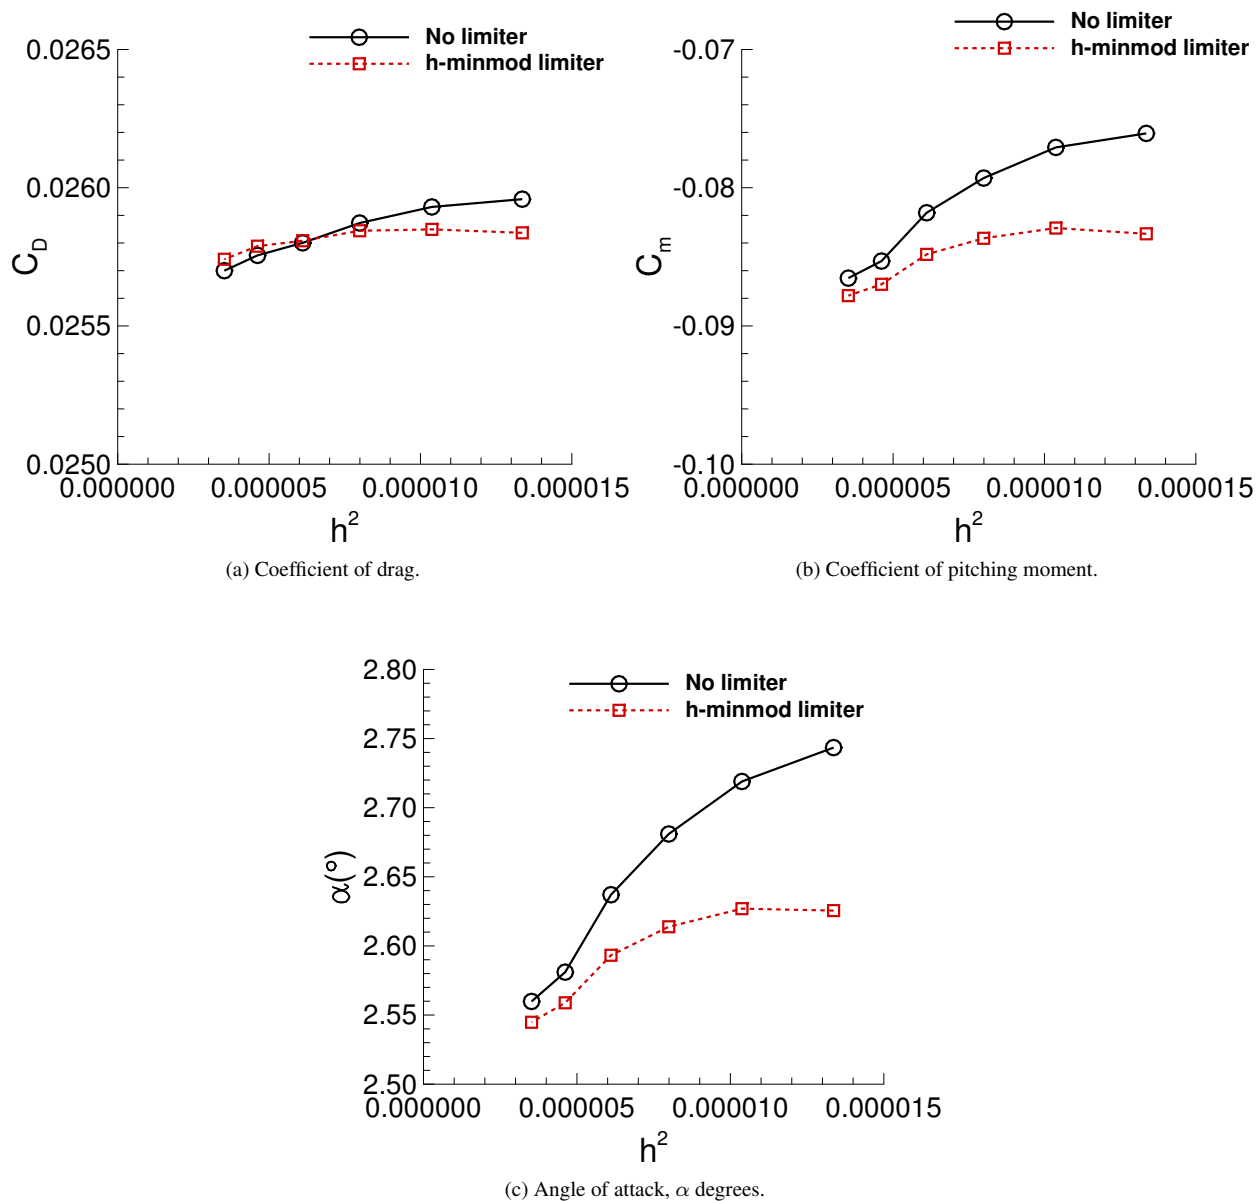 No limiter
h-minmod limiter
0.0265
0.0260
0.0255
0.0250
C_D
0.000000 0.000005 0.000010 0.000015
h²
(a) Coefficient of drag.
No limiter
h-minmod limiter
-0.07
-0.08
-0.09
-0.10
C_m
0.000000 0.000005 0.000010 0.000015
h²
(b) Coefficient of pitching moment.
No limiter
h-minmod limiter
2.80
2.75
2.70
2.65
2.60
2.55
2.50
α(°)
0.000000 0.000005 0.000010 0.000015
h²
(c) Angle of attack, α degrees.